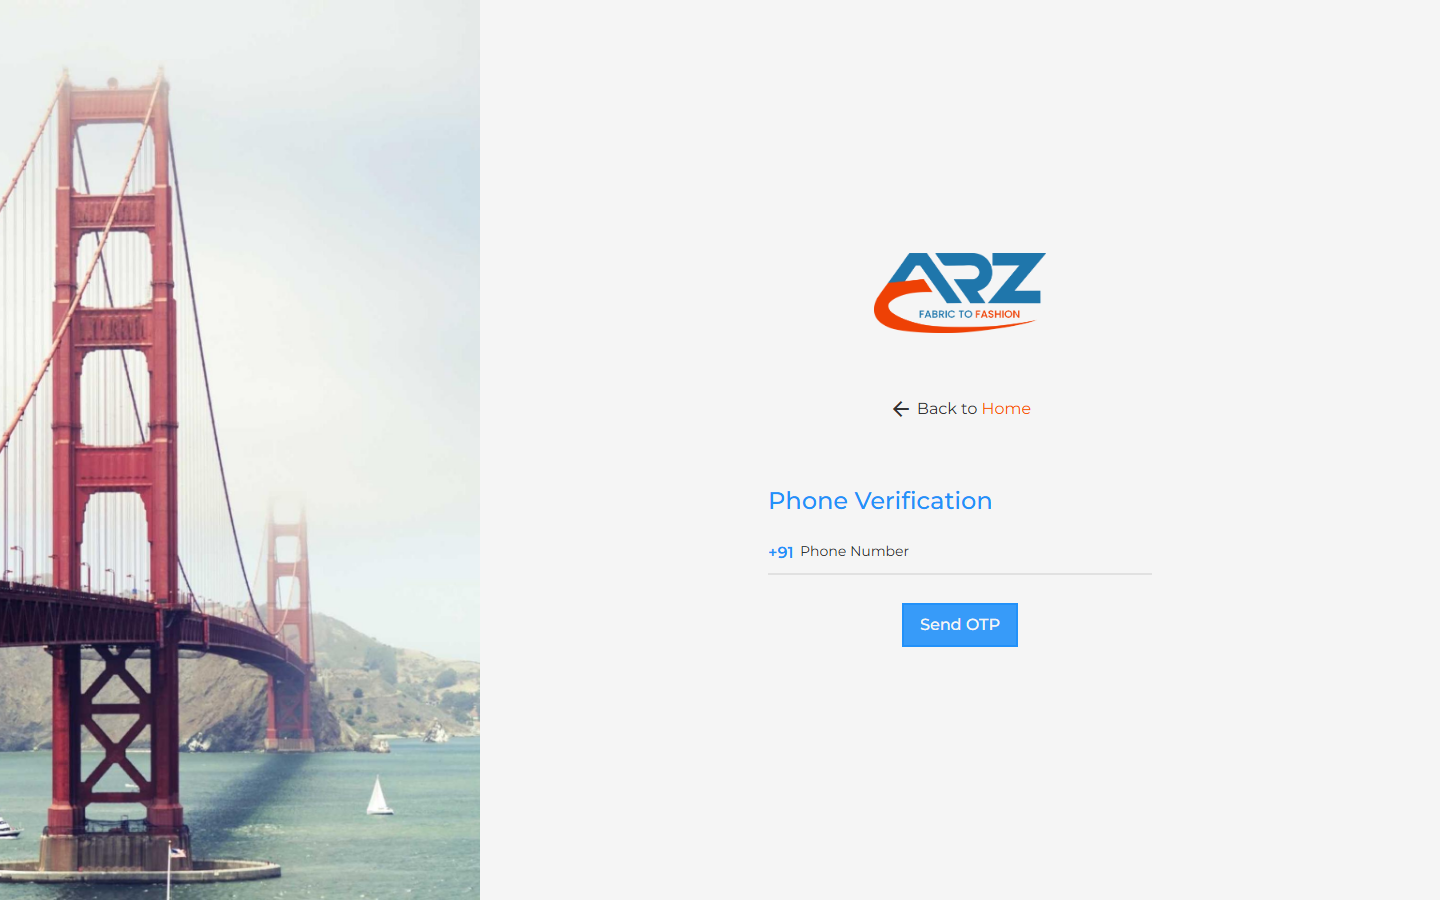 ARZ
FABRIC TO FASHION
Back to Home
Phone Verification
+91 Phone Number
Send OTP